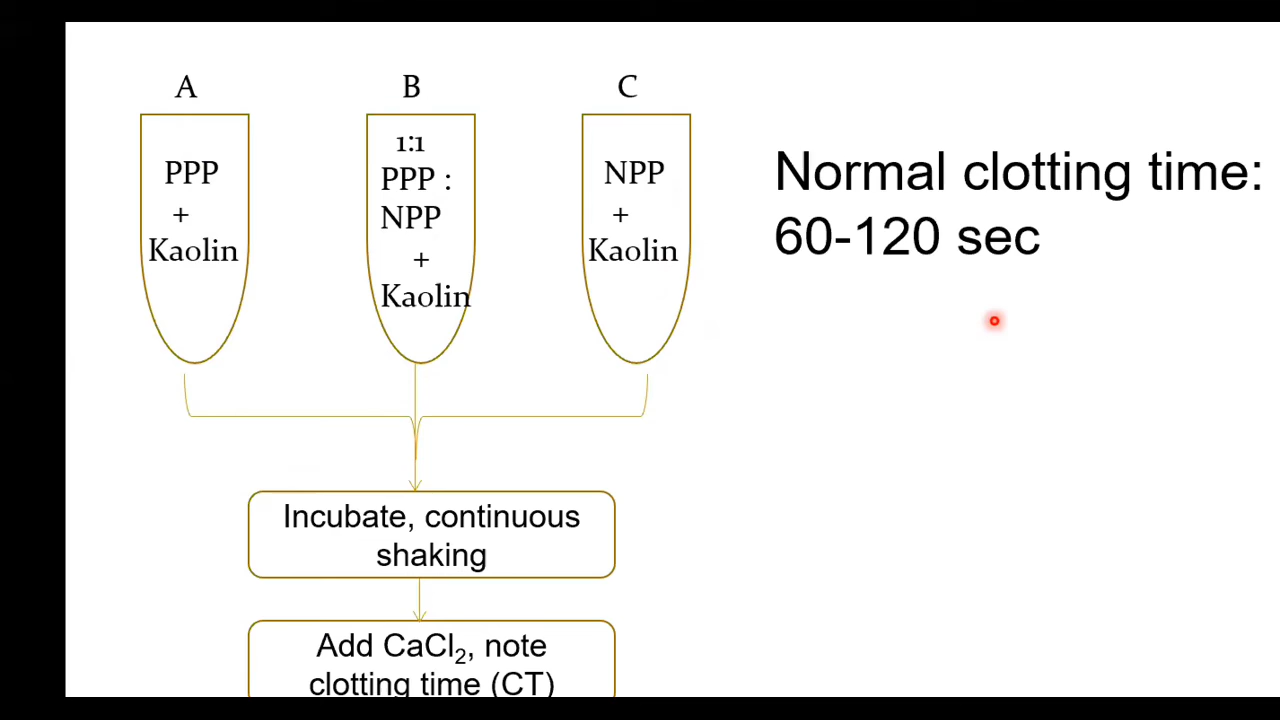 A
PPP
+
Kaolin
B
1:1
PPP :
NPP
+
Kaolin
C
NPP
+
Kaolin
Normal clotting time:
60-120 sec
Incubate, continuous
shaking
Add CaCl₂, note
clotting time (CT)